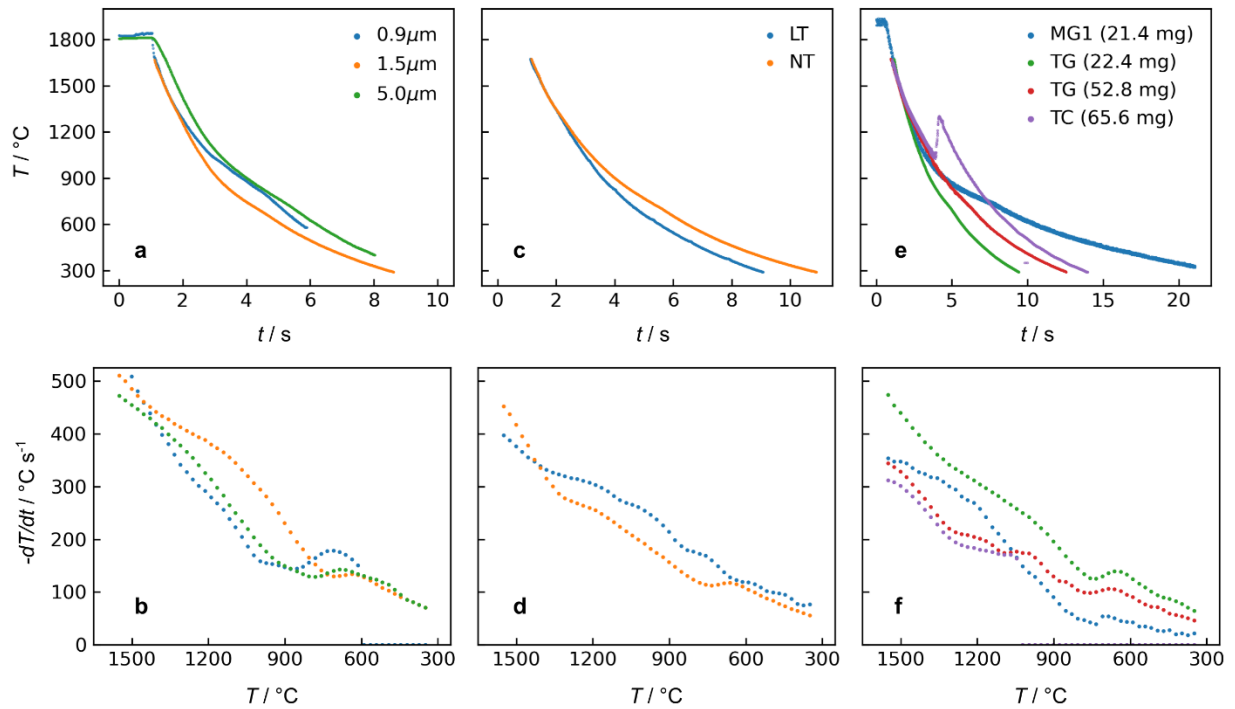 1800
1500
1200
900
600
300
T / °C
0.9μm
1.5μm
5.0μm
a
0 2 4 6 8 10
t / s
LT
NT
c
0 2 4 6 8 10
t / s
MG1 (21.4 mg)
TG (22.4 mg)
TG (52.8 mg)
TC (65.6 mg)
e
0 5 10 15 20
t / s
500
400
300
200
100
0
-dT/dt / °C s⁻¹
b
1500 1200 900 600 300
T / °C
d
1500 1200 900 600 300
T / °C
f
1500 1200 900 600 300
T / °C